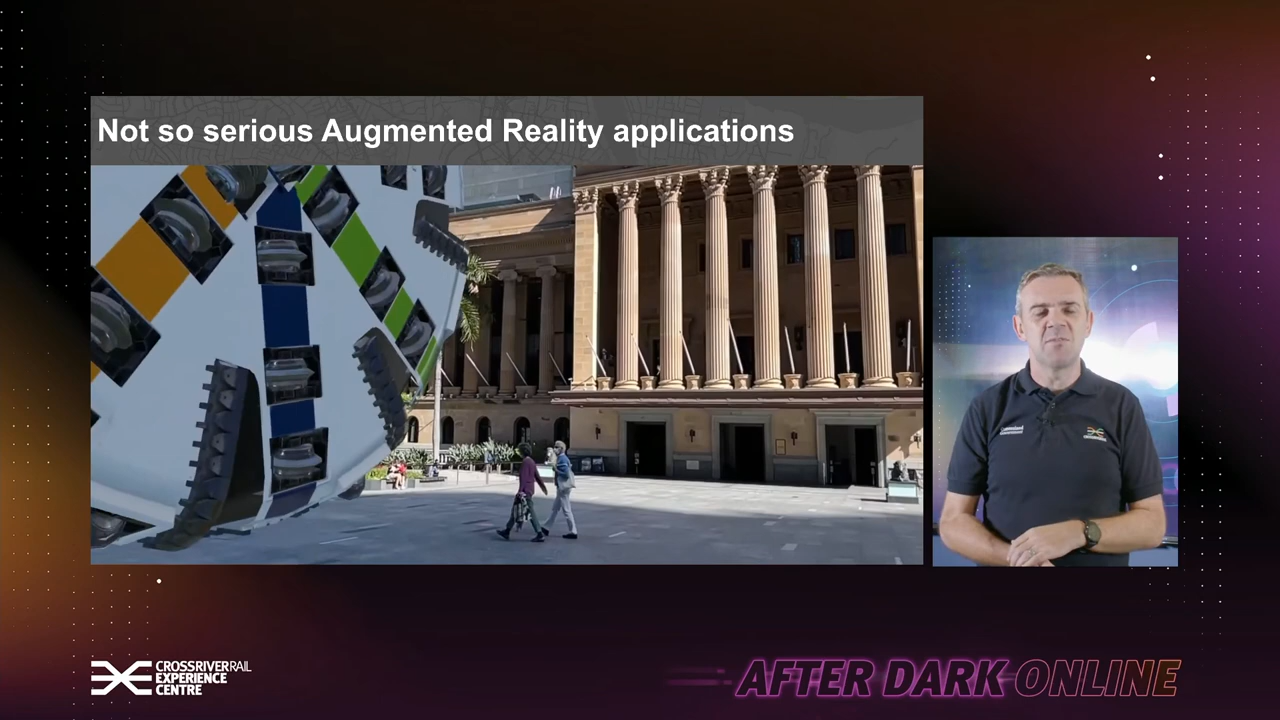 Not so serious Augmented Reality applications
CROSSRIVERRAIL
EXPERIENCE
CENTRE
AFTER DARK ONLINE